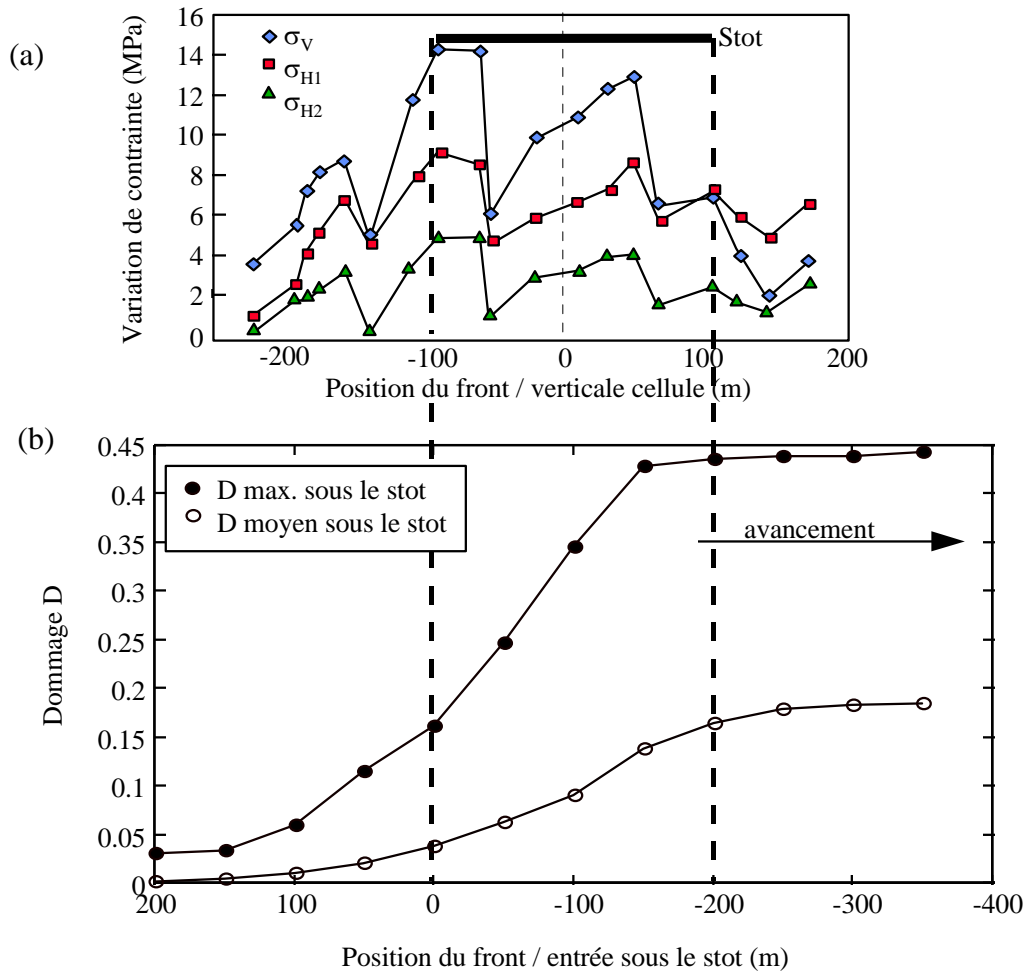 (a)
Variation de contrainte (MPa)
16
14
12
10
8
6
4
2
0
σV
σH1
σH2
Stot
-200
-100
0
100
200
Position du front / verticale cellule (m)
(b)
Dommage D
0.45
0.4
0.35
0.3
0.25
0.2
0.15
0.1
0.05
0
D max. sous le stot
D moyen sous le stot
avancement
200
100
0
-100
-200
-300
-400
Position du front / entrée sous le stot (m)